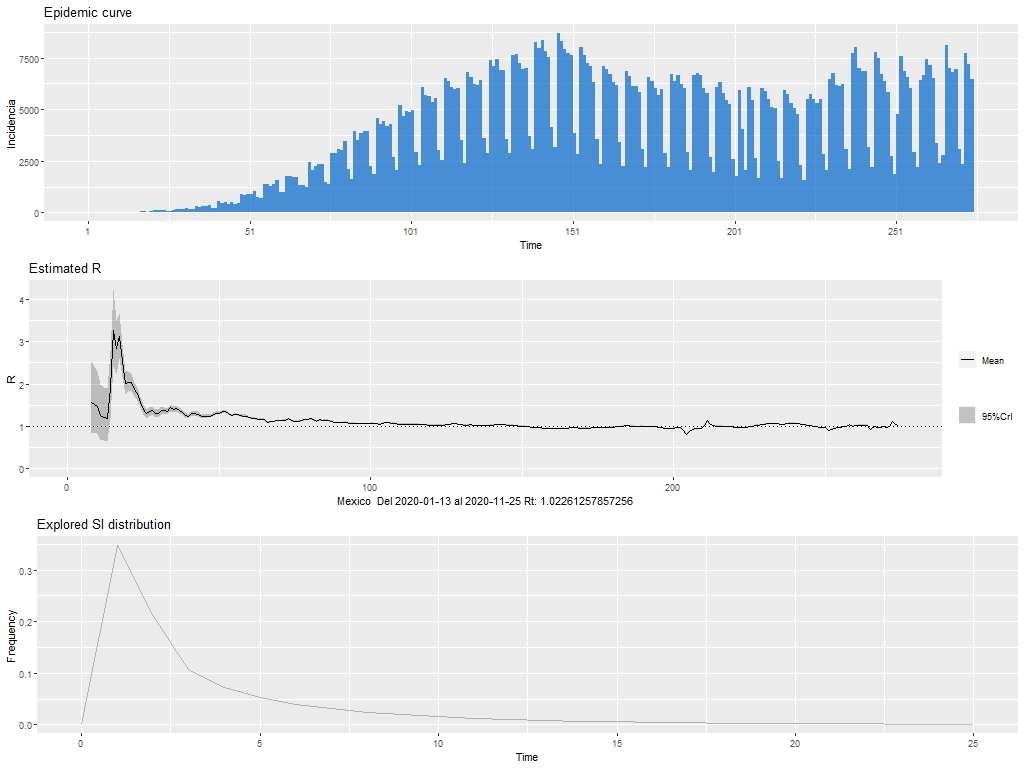 Epidemic curve
7500
5000
2500
0
Incidencia
1 51 101 151 201 251
Time
Estimated R
4
3
2
1
0
R
0 100 200
Mexico Del 2020-01-13 al 2020-11-25 Rt: 1.02261257857256
Mean
95%CrI
Explored SI distribution
0.3
0.2
0.1
0.0
Frequency
0 5 10 15 20 25
Time